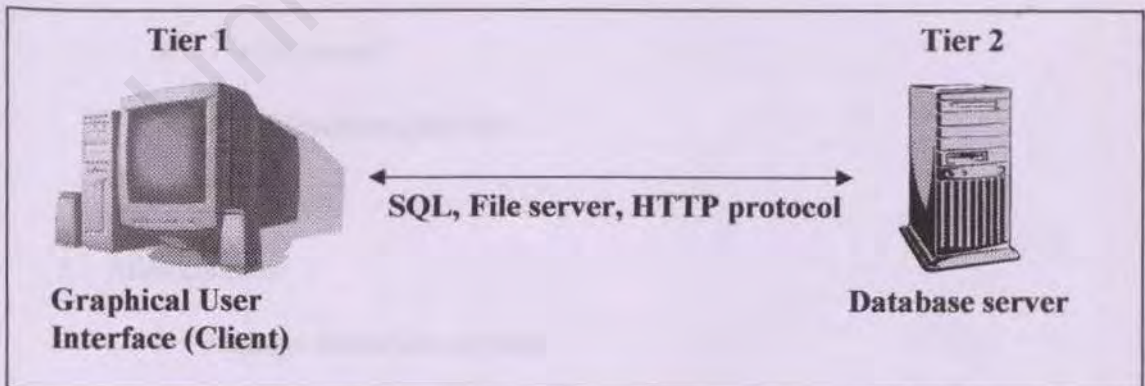 Tier 1
Tier 2
SQL, File server, HTTP protocol
Graphical User
Interface (Client)
Database server